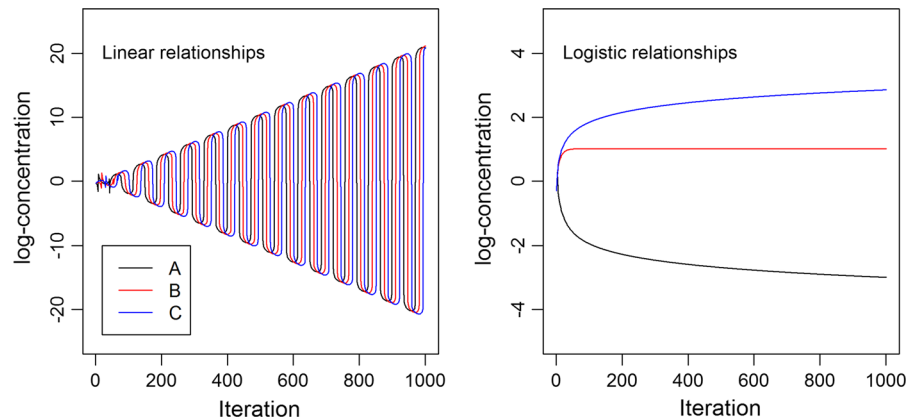 Linear relationships
log-concentration
20
10
0
-10
-20
A
B
C
0 200 400 600 800 1000
Iteration
Logistic relationships
log-concentration
4
2
0
-2
-4
0 200 400 600 800 1000
Iteration